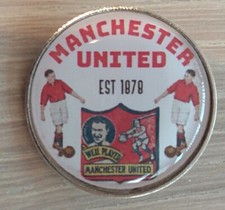 MANCHESTER
UNITED
EST 1878
WELL PLAYED
MANCHESTER UNITED